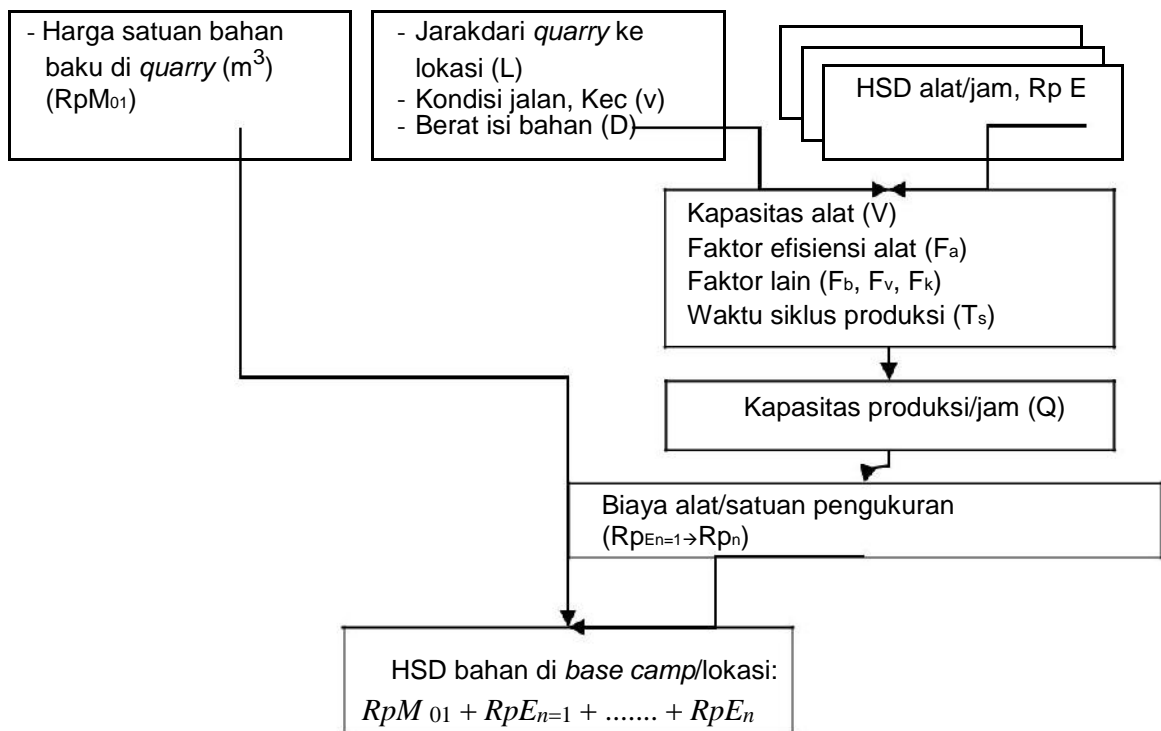 - Harga satuan bahan
baku di quarry (m³)
(RpM₀₁)
- Jarakdari quarry ke
lokasi (L)
- Kondisi jalan, Kec (v)
- Berat isi bahan (D)
HSD alat/jam, Rp E
Kapasitas alat (V)
Faktor efisiensi alat (Fₐ)
Faktor lain (F_b, Fᵥ, Fₖ)
Waktu siklus produksi (Tₛ)
Kapasitas produksi/jam (Q)
Biaya alat/satuan pengukuran
(Rp_En=1→Rpₙ)
HSD bahan di base camp/lokasi:
RpM ₀₁ + RpEₙ₌₁ + ....... + RpEₙ